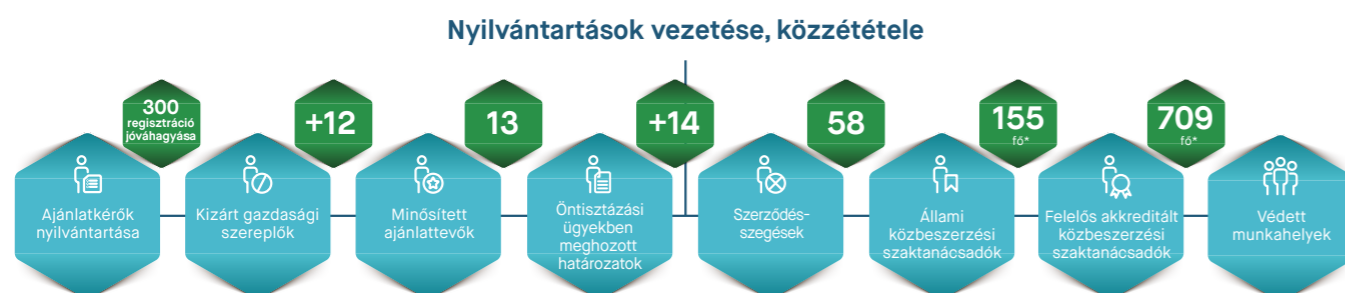 Nyilvántartások vezetése, közzététele
300
regisztráció
jóváhagyása
Ajánlatkérők
nyilvántartása
+12
Kizárt gazdasági
szereplők
13
Minősített
ajánlattevők
+14
Öntisztázási
ügyekben
meghozott
határozatok
58
Szerződés-
szegések
155
fő*
Állami
közbeszerzési
szaktanácsadók
709
fő*
Felelős akkreditált
közbeszerzési
szaktanácsadók
Védett
munkahelyek